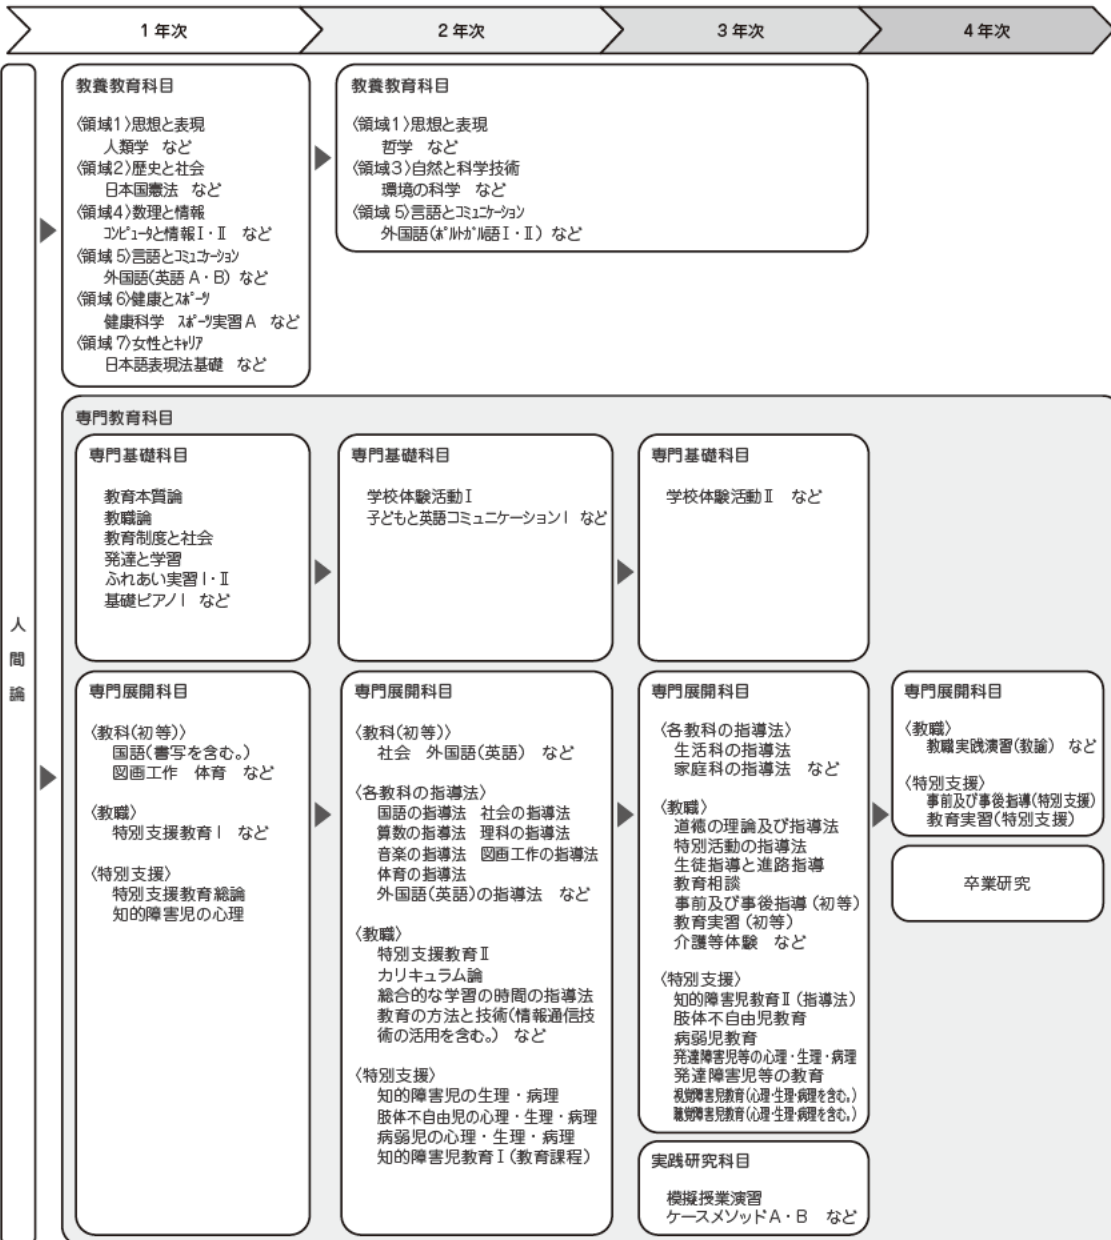 1年次
2年次
3年次
4年次
人間論
教養教育科目
〈領域1〉思想と表現
人類学 など
〈領域2〉歴史と社会
日本国憲法 など
〈領域4〉数理と情報
コンピュータと情報Ⅰ・Ⅱ など
〈領域5〉言語とコミュニケーション
外国語(英語A・B) など
〈領域6〉健康とスポーツ
健康科学 スポーツ実習A など
〈領域7〉女性とキャリア
日本語表現法基礎 など
教養教育科目
〈領域1〉思想と表現
哲学 など
〈領域3〉自然と科学技術
環境の科学 など
〈領域5〉言語とコミュニケーション
外国語(ポルトガル語Ⅰ・Ⅱ) など
専門教育科目
専門基礎科目
教育本質論
教職論
教育制度と社会
発達と学習
ふれあい実習Ⅰ・Ⅱ
基礎ピアノⅠ など
専門基礎科目
学校体験活動Ⅰ
子どもと英語コミュニケーションⅠ など
専門基礎科目
学校体験活動Ⅱ など
専門展開科目
〈教科(初等)〉
国語(書写を含む。)
図画工作 体育 など
〈教職〉
特別支援教育Ⅰ など
〈特別支援〉
特別支援教育総論
知的障害児の心理
専門展開科目
〈教科(初等)〉
社会 外国語(英語) など
〈各教科の指導法〉
国語の指導法 社会の指導法
算数の指導法 理科の指導法
音楽の指導法 図画工作の指導法
体育の指導法
外国語(英語)の指導法 など
〈教職〉
特別支援教育Ⅱ
カリキュラム論
総合的な学習の時間の指導法
教育の方法と技術(情報通信技
術の活用を含む。) など
〈特別支援〉
知的障害児の生理・病理
肢体不自由児の心理・生理・病理
病弱児の心理・生理・病理
知的障害児教育Ⅰ(教育課程)
専門展開科目
〈各教科の指導法〉
生活科の指導法
家庭科の指導法 など
〈教職〉
道徳の理論及び指導法
特別活動の指導法
生徒指導と進路指導
教育相談
事前及び事後指導(初等)
教育実習(初等)
介護等体験 など
〈特別支援〉
知的障害児教育Ⅱ(指導法)
肢体不自由児教育
病弱児教育
発達障害児等の心理・生理・病理
発達障害児等の教育
視覚障害児教育(心理・生理・病理を含む。)
聴覚障害児教育(心理・生理・病理を含む。)
実践研究科目
模擬授業演習
ケースメソッドA・B など
専門展開科目
〈教職〉
教職実践演習(教諭) など
〈特別支援〉
事前及び事後指導(特別支援)
教育実習(特別支援)
卒業研究